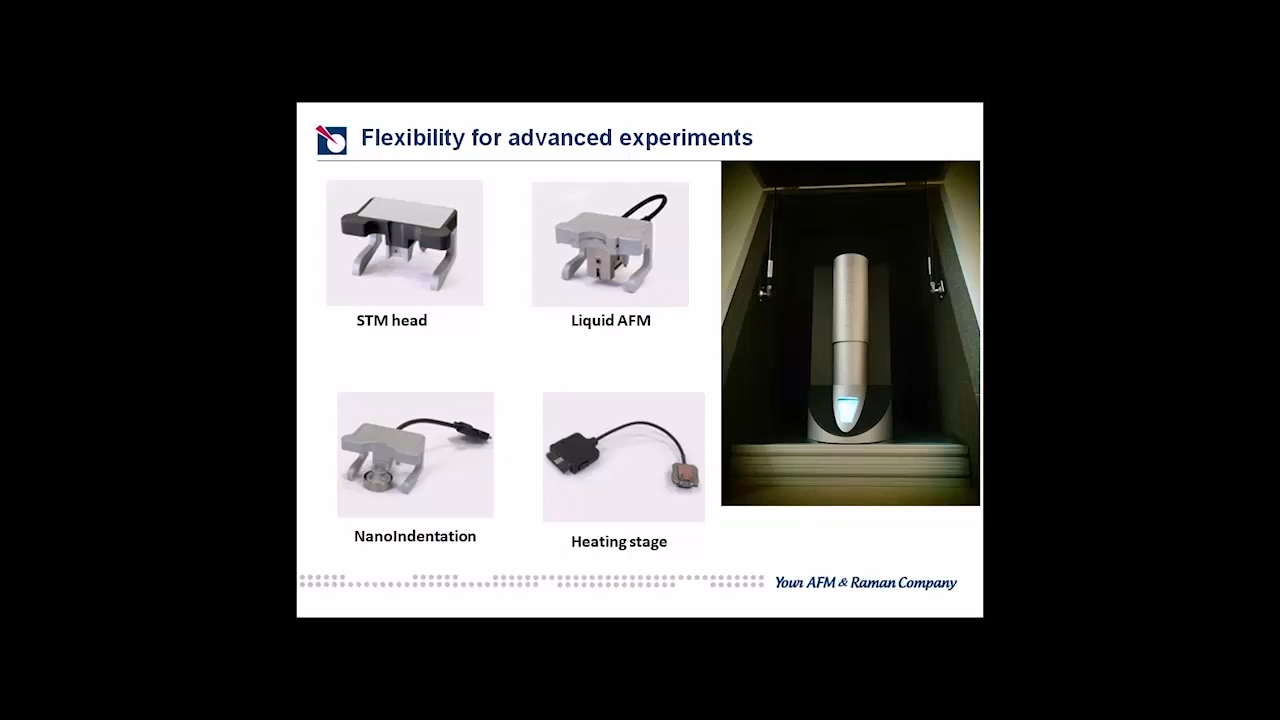 Flexibility for advanced experiments
STM head
Liquid AFM
NanoIndentation
Heating stage
Your AFM & Raman Company